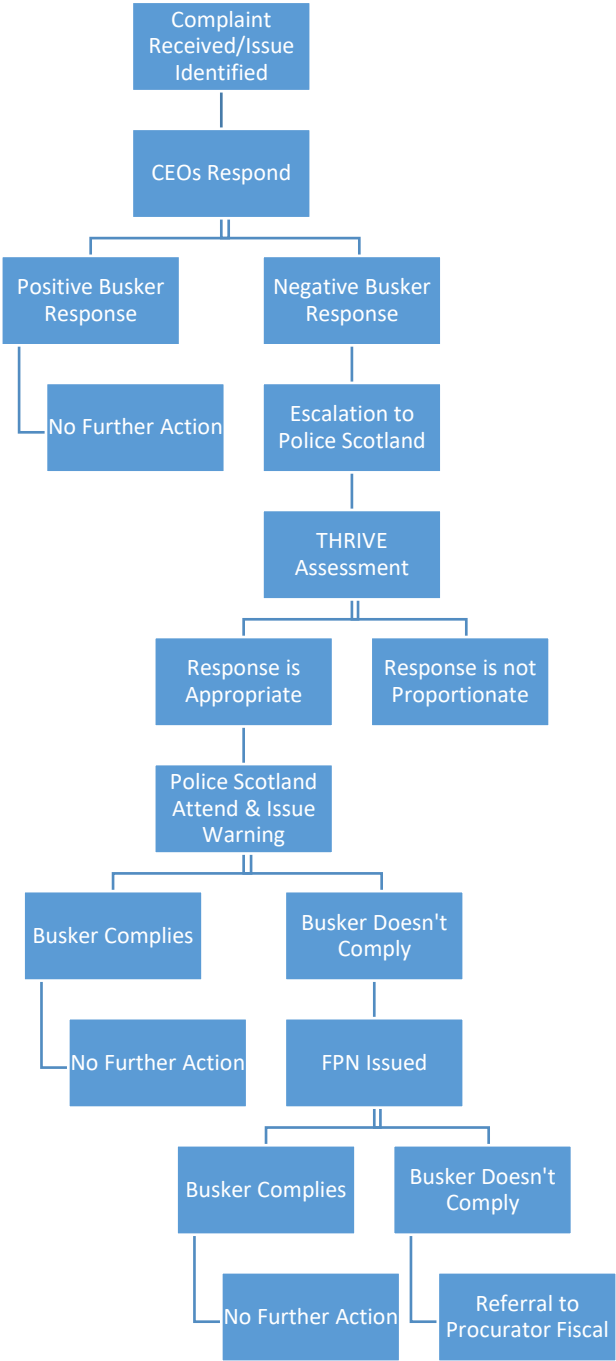 Complaint
Received/Issue
Identified
CEOs Respond
Positive Busker
Response
Negative Busker
Response
No Further Action
Escalation to
Police Scotland
THRIVE
Assessment
Response is
Appropriate
Response is not
Proportionate
Police Scotland
Attend & Issue
Warning
Busker Complies
Busker Doesn't
Comply
No Further Action
FPN Issued
Busker Complies
Busker Doesn't
Comply
No Further Action
Referral to
Procurator Fiscal